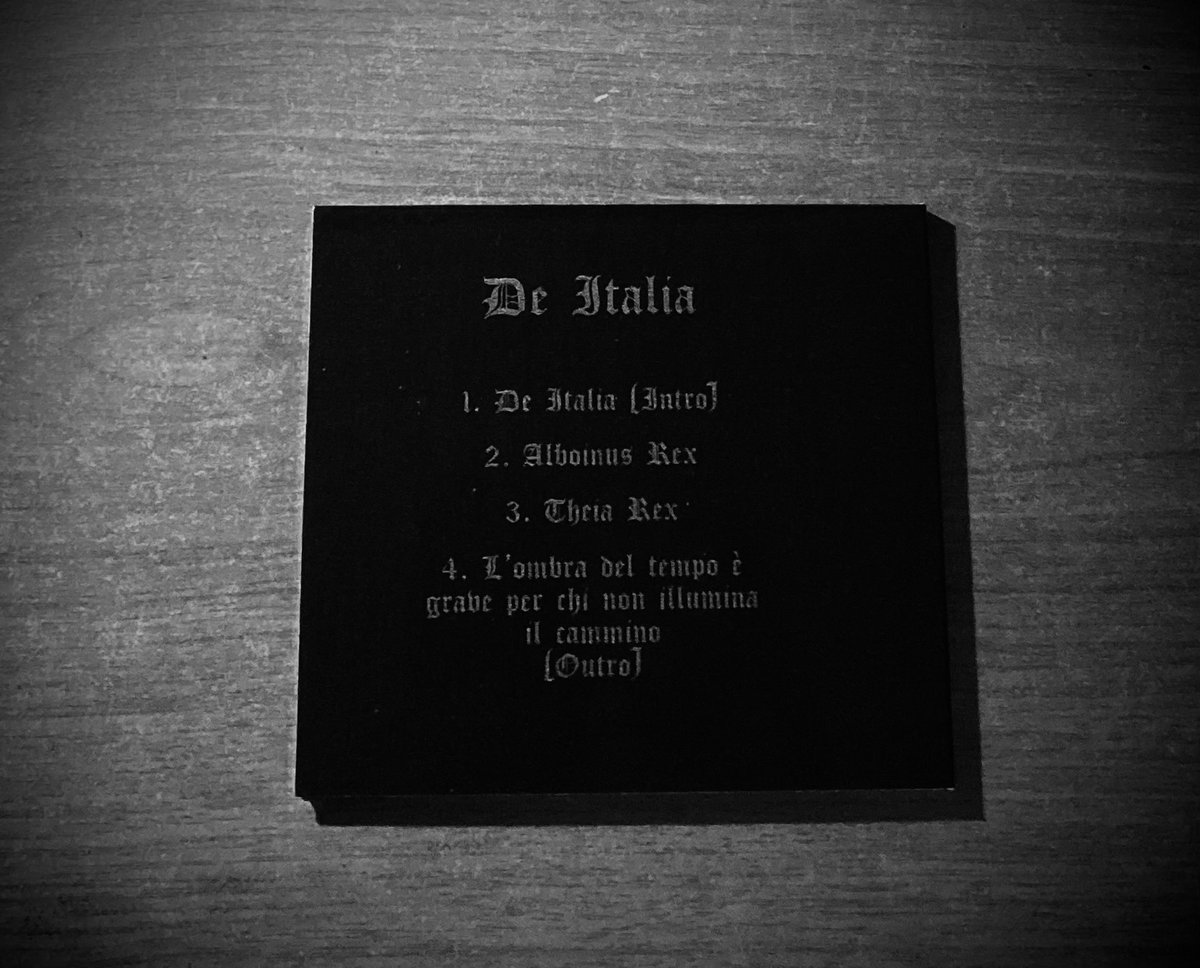 De Italia
1. De Italia [Intro]
2. Alboinus Rex
3. Theia Rex
4. L'ombra del tempo è
grave per chi non illumina
il cammino
[Outro]